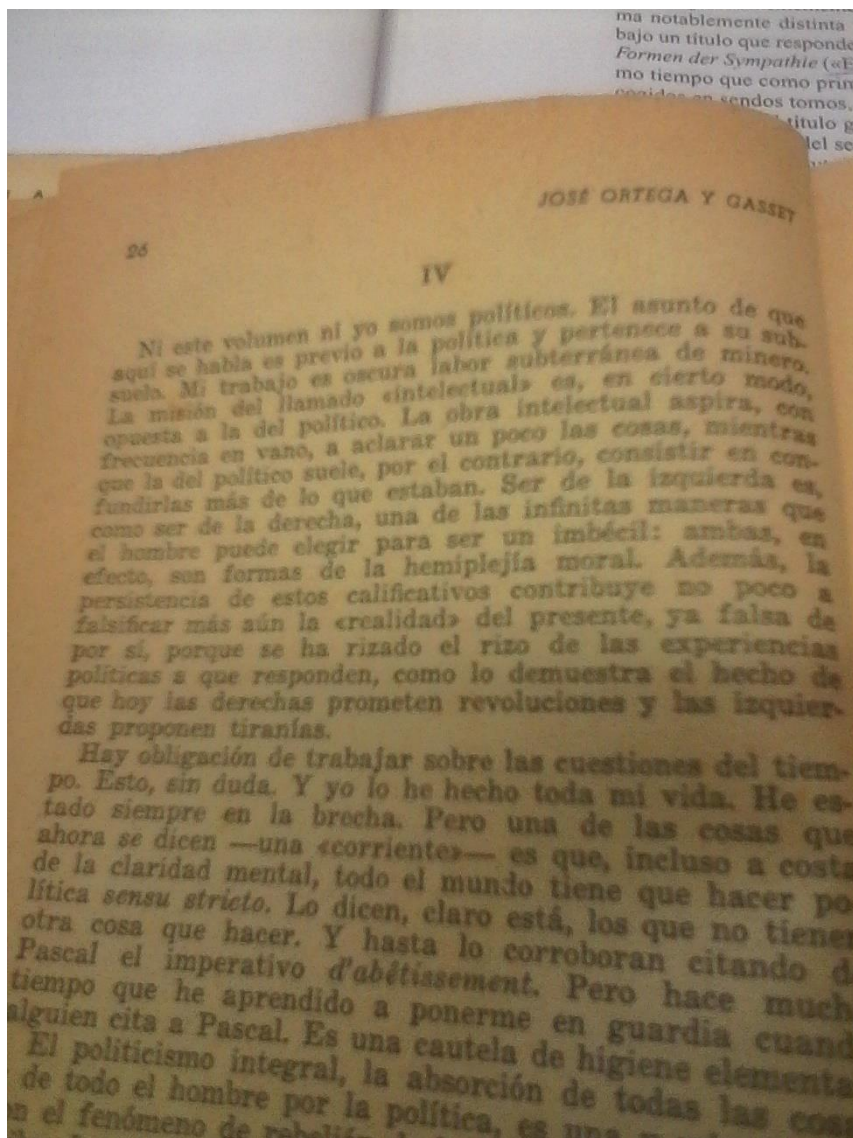 ma notablemente distinta
bajo un título que responde
Formen der Sympathie («E
mo tiempo que como prin
cogidos en sendos tomos.
título g
del se
A
JOSÉ ORTEGA Y GASSET
26
IV
Ni este volumen ni yo somos políticos. El asunto de que
aquí se habla es previo a la política y pertenece a su sub-
suelo. Mi trabajo es oscura labor subterránea de minero.
La misión del llamado «intelectual» es, en cierto modo,
opuesta a la del político. La obra intelectual aspira, con
frecuencia en vano, a aclarar un poco las cosas, mientras
que la del político suele, por el contrario, consistir en con-
fundirlas más de lo que estaban. Ser de la izquierda es,
como ser de la derecha, una de las infinitas maneras que
el hombre puede elegir para ser un imbécil: ambas, en
efecto, son formas de la hemiplejía moral. Además, la
persistencia de estos calificativos contribuye no poco a
falsificar más aún la «realidad» del presente, ya falsa de
por sí, porque se ha rizado el rizo de las experiencias
políticas a que responden, como lo demuestra el hecho de
que hoy las derechas prometen revoluciones y las izquier-
das proponen tiranías.
Hay obligación de trabajar sobre las cuestiones del tiem-
po. Esto, sin duda. Y yo lo he hecho toda mi vida. He es-
tado siempre en la brecha. Pero una de las cosas que
ahora se dicen —una «corriente»— es que, incluso a costa
de la claridad mental, todo el mundo tiene que hacer po
lítica sensu stricto. Lo dicen, claro está, los que no tienen
otra cosa que hacer. Y hasta lo corroboran citando d
Pascal el imperativo d'abêtissement. Pero hace much
tiempo que he aprendido a ponerme en guardia cuand
alguien cita a Pascal. Es una cautela de higiene elementa
El politicismo integral, la absorción de todas las cos
de todo el hombre por la política, es una
n el fenómeno de rebelión